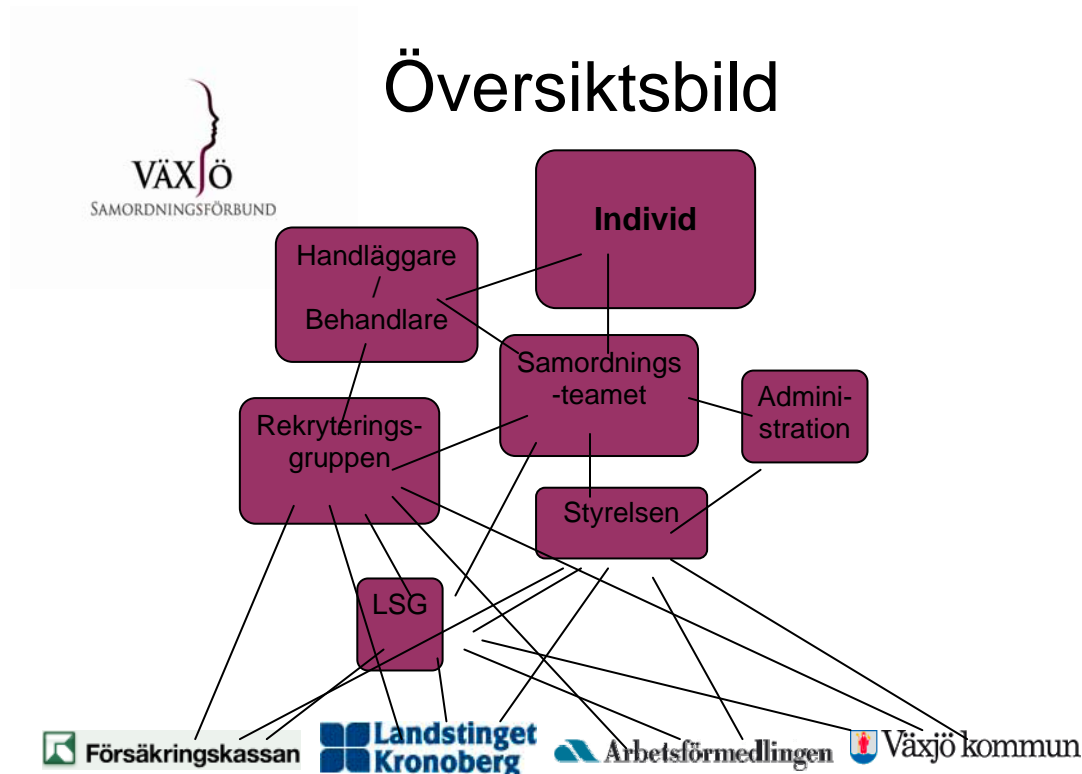 Översiktsbild
VÄXJÖ
SAMORDNINGSFÖRBUND
Individ
Handläggare
Behandlare
Samordnings
-teamet
Admini-
stration
Rekryterings-
gruppen
Styrelsen
LSG
Försäkringskassan
Landstinget
Kronoberg
Arbetsförmedlingen
Växjö kommun